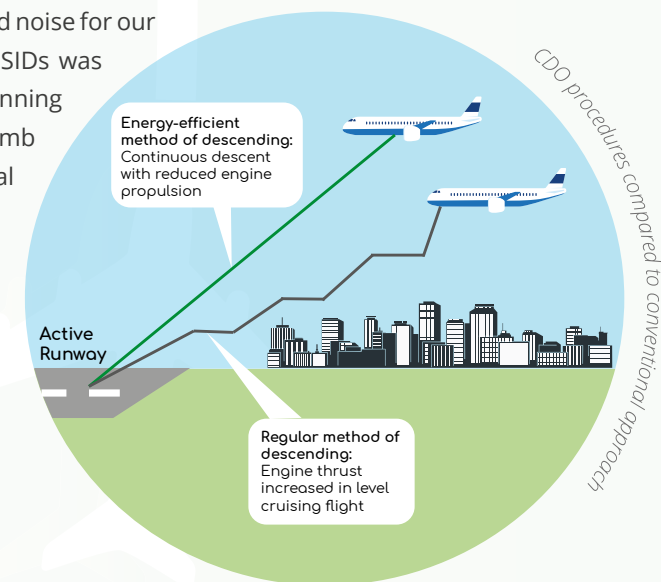 d noise for our
SIDs was
nning
mb
al
Energy-efficient
method of descending:
Continuous descent
with reduced engine
propulsion
CDO procedures compared to conventional approach
Active
Runway
Regular method of
descending:
Engine thrust
increased in level
cruising flight